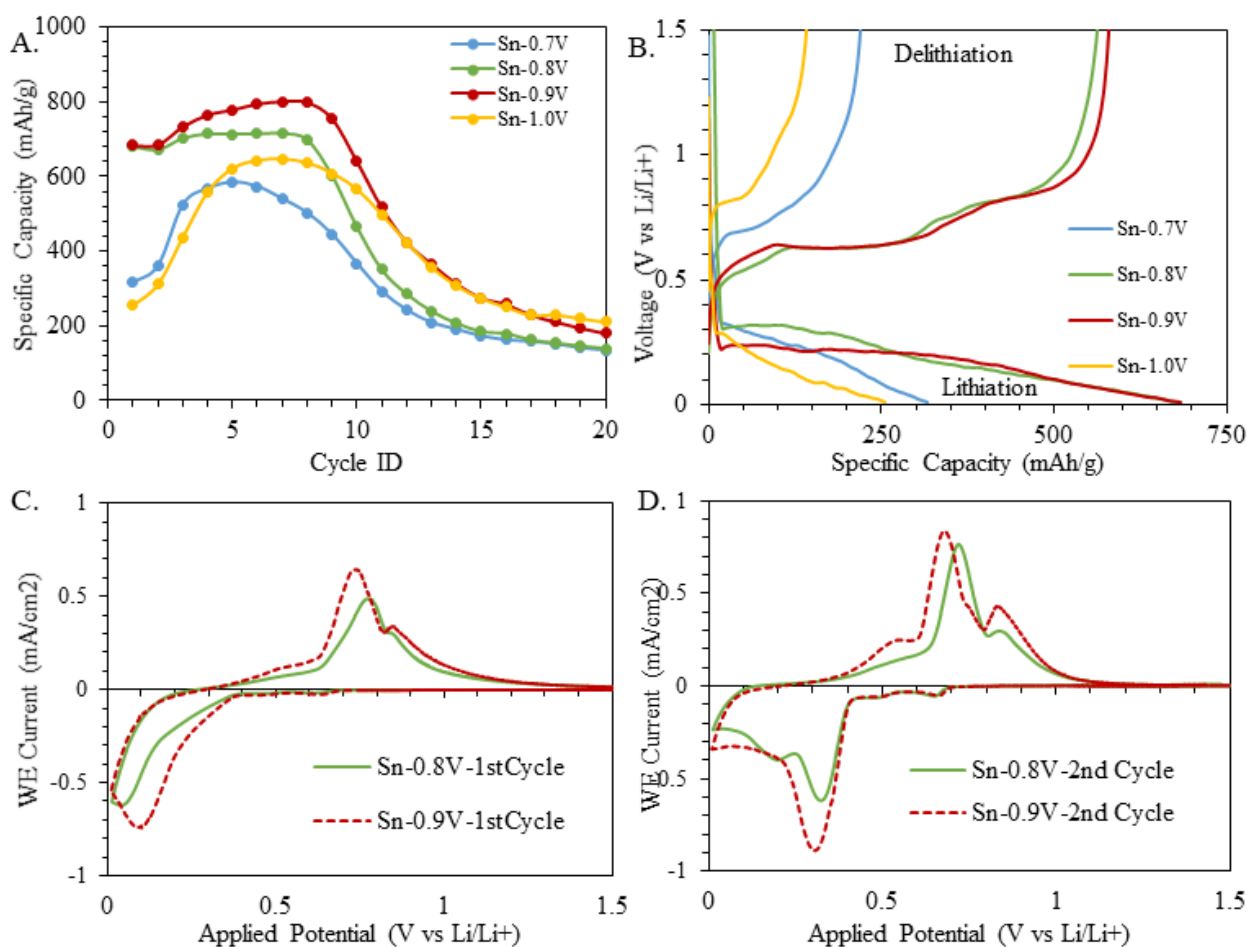 A.
1000
800
600
400
200
0
Specific Capacity (mAh/g)
0 5 10 15 20
Cycle ID
Sn-0.7V
Sn-0.8V
Sn-0.9V
Sn-1.0V
B.
1.5
1
0.5
0
Voltage (V vs Li/Li+)
0 250 500 750
Specific Capacity (mAh/g)
Delithiation
Sn-0.7V
Sn-0.8V
Sn-0.9V
Sn-1.0V
Lithiation
C.
1
0.5
0
-0.5
-1
WE Current (mA/cm2)
0 0.5 1 1.5
Applied Potential (V vs Li/Li+)
Sn-0.8V-1stCycle
Sn-0.9V-1stCycle
D.
1
0.5
0
-0.5
-1
WE Current (mA/cm2)
0 0.5 1 1.5
Applied Potential (V vs Li/Li+)
Sn-0.8V-2nd Cycle
Sn-0.9V-2nd Cycle